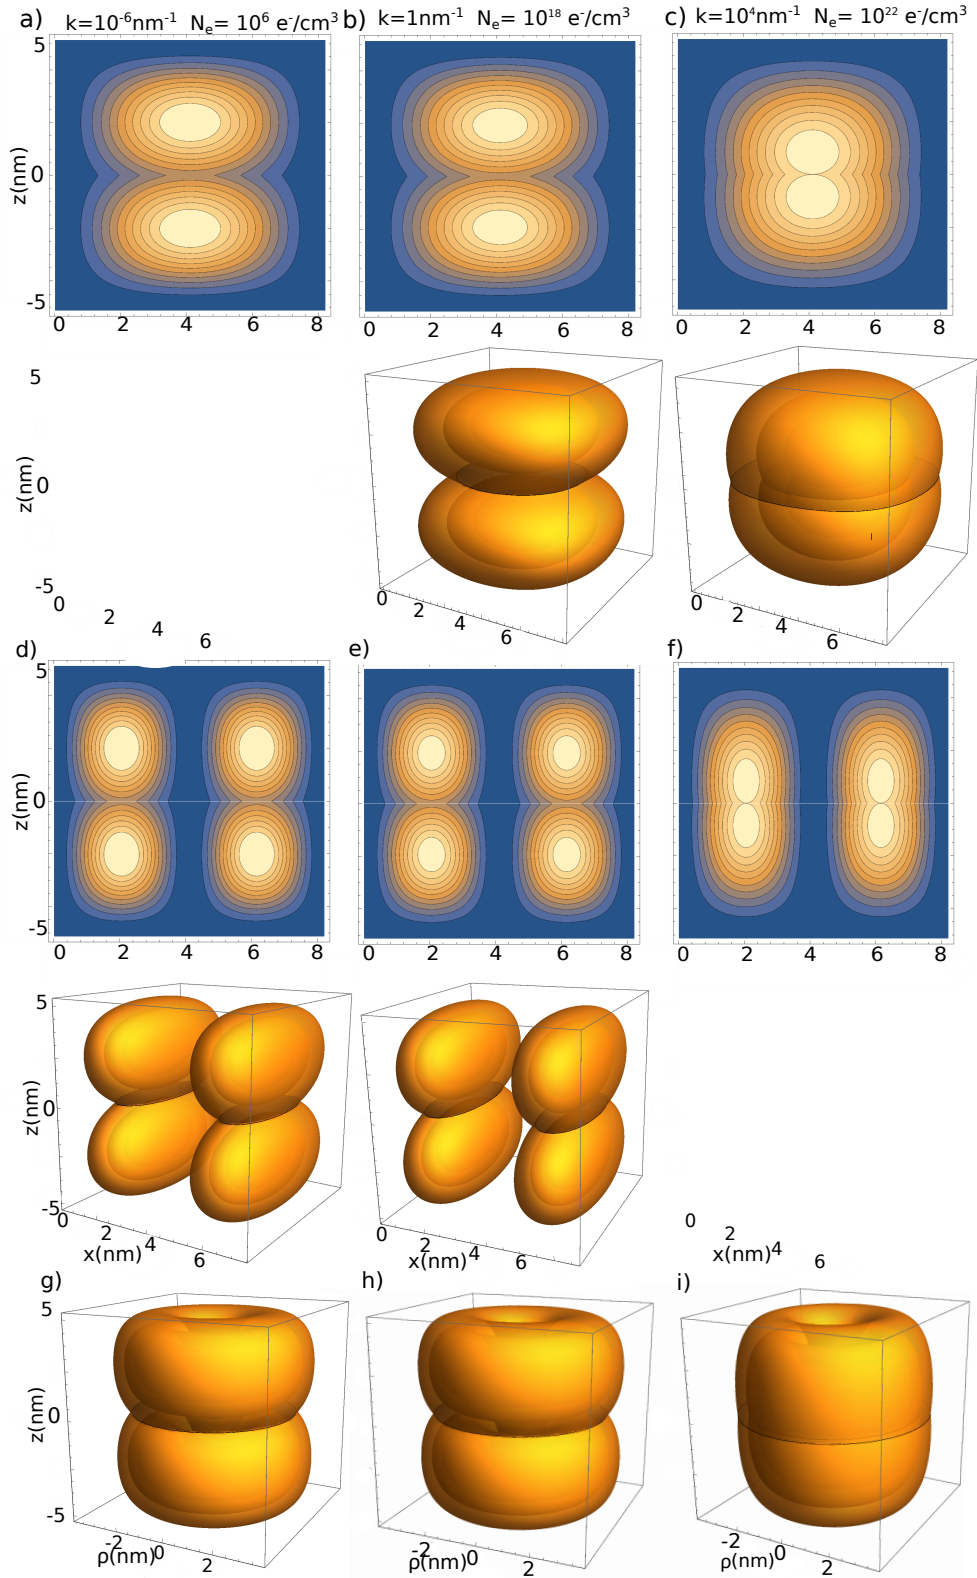 a) k=10⁻⁶nm⁻¹ Nₑ= 10⁶ e⁻/cm³
b) k=1nm⁻¹ Nₑ= 10¹⁸ e⁻/cm³
c) k=10⁴nm⁻¹ Nₑ= 10²² e⁻/cm³
5
z(nm)
0
-5
0 2 4 6 8
0 2 4 6 8
0 2 4 6 8
5
z(nm)
0
-5
0 2 4 6
0 2 4 6
0 2 4 6
d)
e)
f)
5
z(nm)
0
-5
0 2 4 6 8
0 2 4 6 8
0 2 4 6 8
5
z(nm)
0
-5
0 2 4 6
x(nm)
0 2 4 6
x(nm)
0 2 4 6
x(nm)
g)
h)
i)
5
z(nm)
0
-5
-2 0 2
ρ(nm)
-2 0 2
ρ(nm)
-2 0 2
ρ(nm)